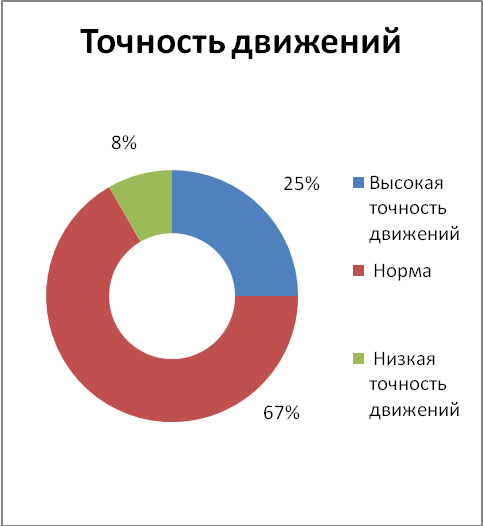 Точность движений
8%
25%
67%
Высокая
точность
движений
Норма
Низкая
точность
движений